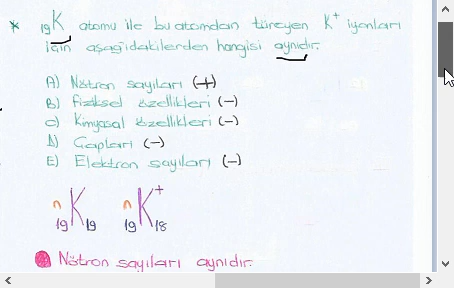 * ₁₉K atomu ile bu atomdan türeyen K⁺ iyonları
için aşağıdakilerden hangisi aynıdır.
A) Nötron sayıları (+)
B) Fiziksel özellikleri (-)
C) Kimyasal özellikleri (-)
D) Çapları (-)
E) Elektron sayıları (-)
n ₁₉K₁₉ n ₁₉K⁺₁₈
Nötron sayıları aynıdır.